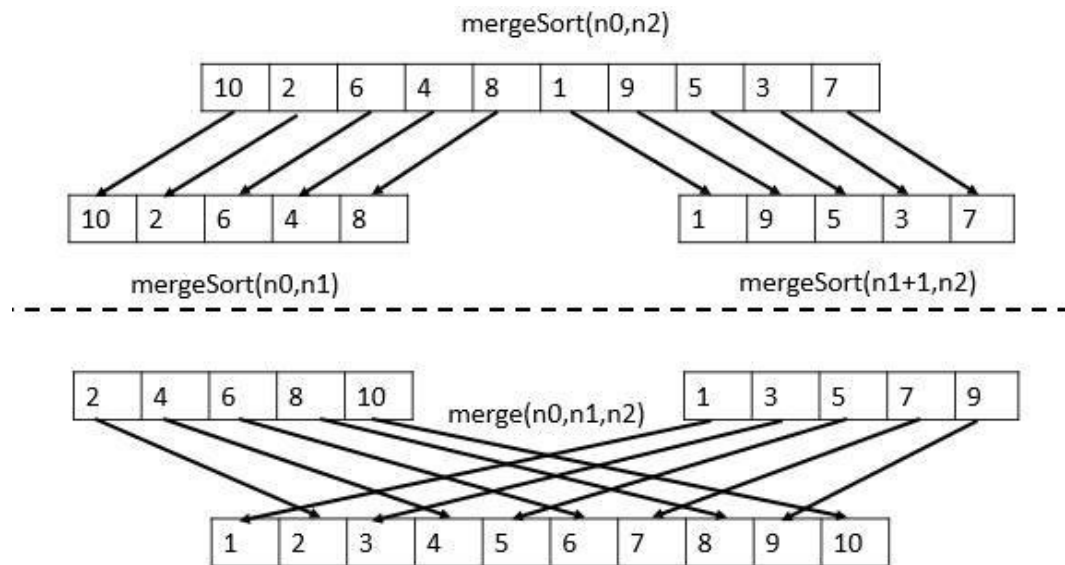 mergeSort(n0,n2)
10 2 6 4 8 1 9 5 3 7
10 2 6 4 8 1 9 5 3 7
mergeSort(n0,n1) mergeSort(n1+1,n2)
2 4 6 8 10 1 3 5 7 9
merge(n0,n1,n2)
1 2 3 4 5 6 7 8 9 10